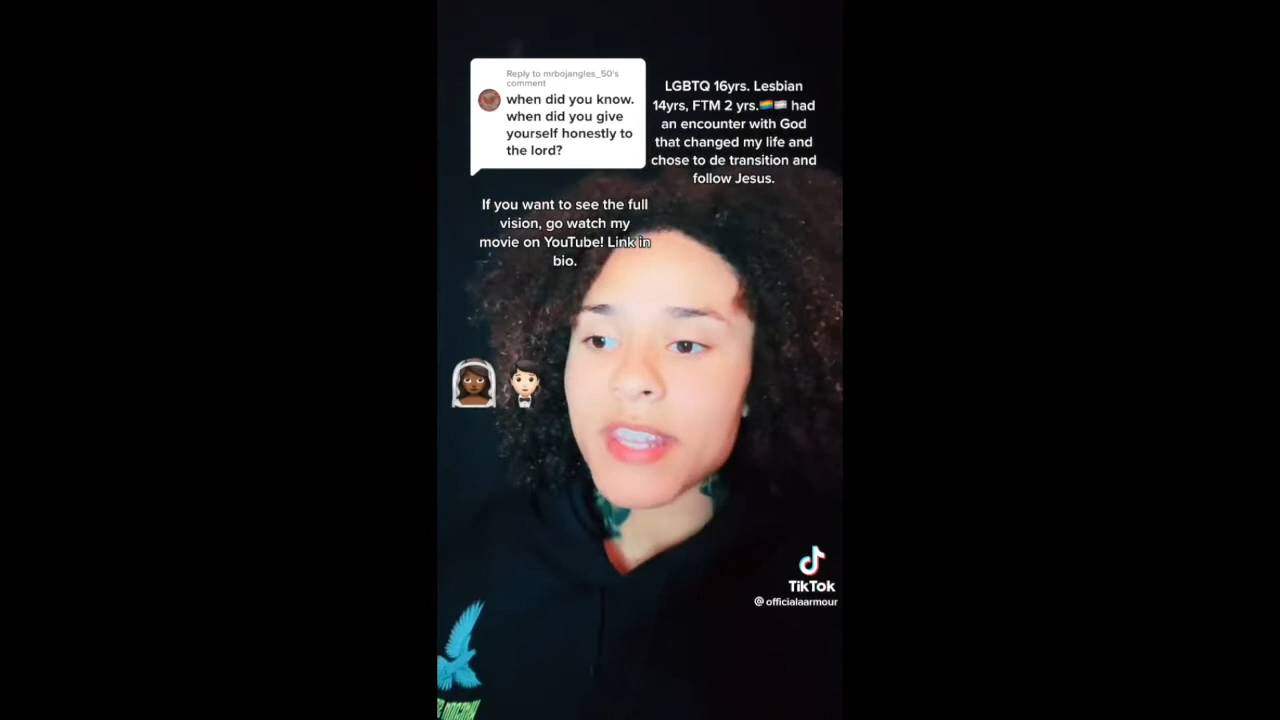 Reply to mrbojangles_50's
comment
when did you know.
when did you give
yourself honestly to
the lord?
LGBTQ 16yrs. Lesbian
14yrs, FTM 2 yrs.🏳️‍🌈🏳️‍⚧️ had
an encounter with God
that changed my life and
chose to de transition and
follow Jesus.
If you want to see the full
vision, go watch my
movie on YouTube! Link in
bio.
TikTok
@officialaarmour